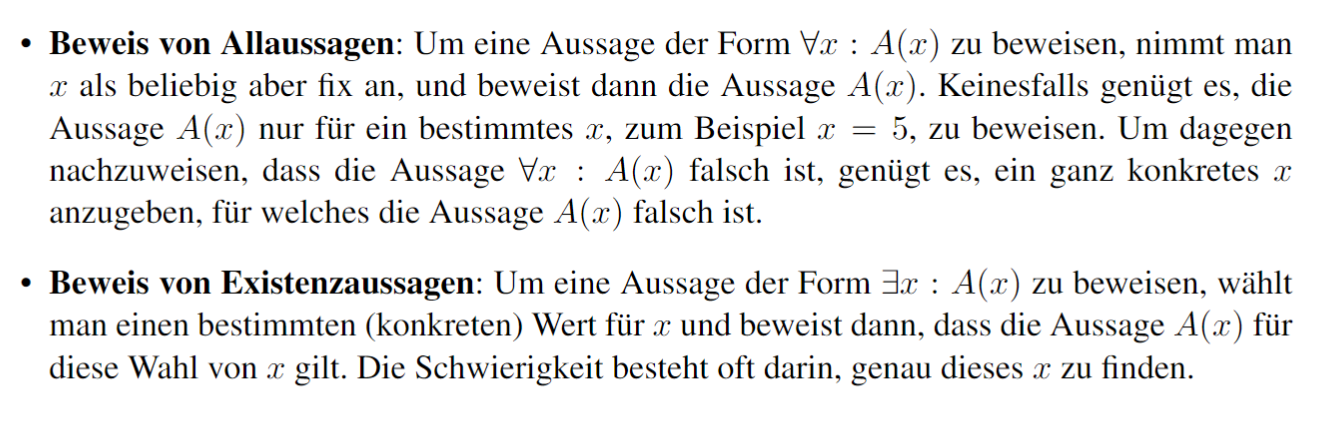 • Beweis von Allaussagen: Um eine Aussage der Form ∀x : A(x) zu beweisen, nimmt man
x als beliebig aber fix an, und beweist dann die Aussage A(x). Keinesfalls genügt es, die
Aussage A(x) nur für ein bestimmtes x, zum Beispiel x = 5, zu beweisen. Um dagegen
nachzuweisen, dass die Aussage ∀x : A(x) falsch ist, genügt es, ein ganz konkretes x
anzugeben, für welches die Aussage A(x) falsch ist.
• Beweis von Existenzaussagen: Um eine Aussage der Form ∃x : A(x) zu beweisen, wählt
man einen bestimmten (konkreten) Wert für x und beweist dann, dass die Aussage A(x) für
diese Wahl von x gilt. Die Schwierigkeit besteht oft darin, genau dieses x zu finden.